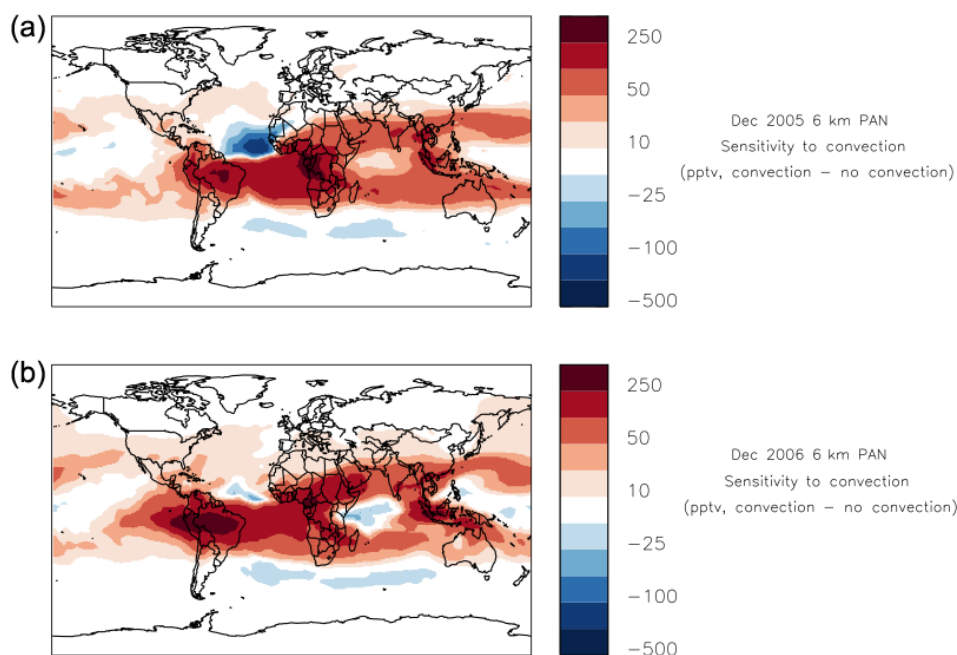 (a)
250
50
10
−25
−100
−500
Dec 2005 6 km PAN
Sensitivity to convection
(pptv, convection − no convection)
(b)
250
50
10
−25
−100
−500
Dec 2006 6 km PAN
Sensitivity to convection
(pptv, convection − no convection)